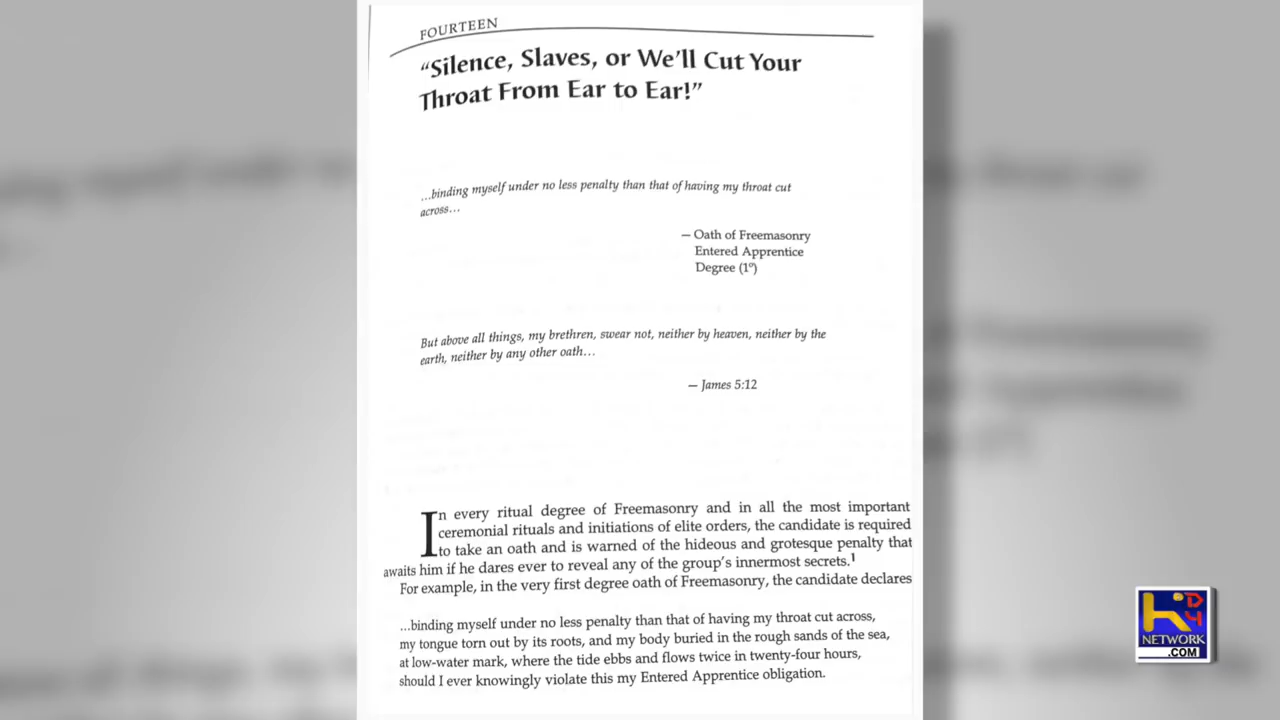 FOURTEEN
“Silence, Slaves, or We’ll Cut Your
Throat From Ear to Ear!”
...binding myself under no less penalty than that of having my throat cut
across...
— Oath of Freemasonry
Entered Apprentice
Degree (1º)
But above all things, my brethren, swear not, neither by heaven, neither by the
earth, neither by any other oath...
— James 5:12
In every ritual degree of Freemasonry and in all the most important
ceremonial rituals and initiations of elite orders, the candidate is required
to take an oath and is warned of the hideous and grotesque penalty that
awaits him if he dares ever to reveal any of the group’s innermost secrets.¹
For example, in the very first degree oath of Freemasonry, the candidate declares
...binding myself under no less penalty than that of having my throat cut across,
my tongue torn out by its roots, and my body buried in the rough sands of the sea,
at low-water mark, where the tide ebbs and flows twice in twenty-four hours,
should I ever knowingly violate this my Entered Apprentice obligation.
NETWORK
.COM